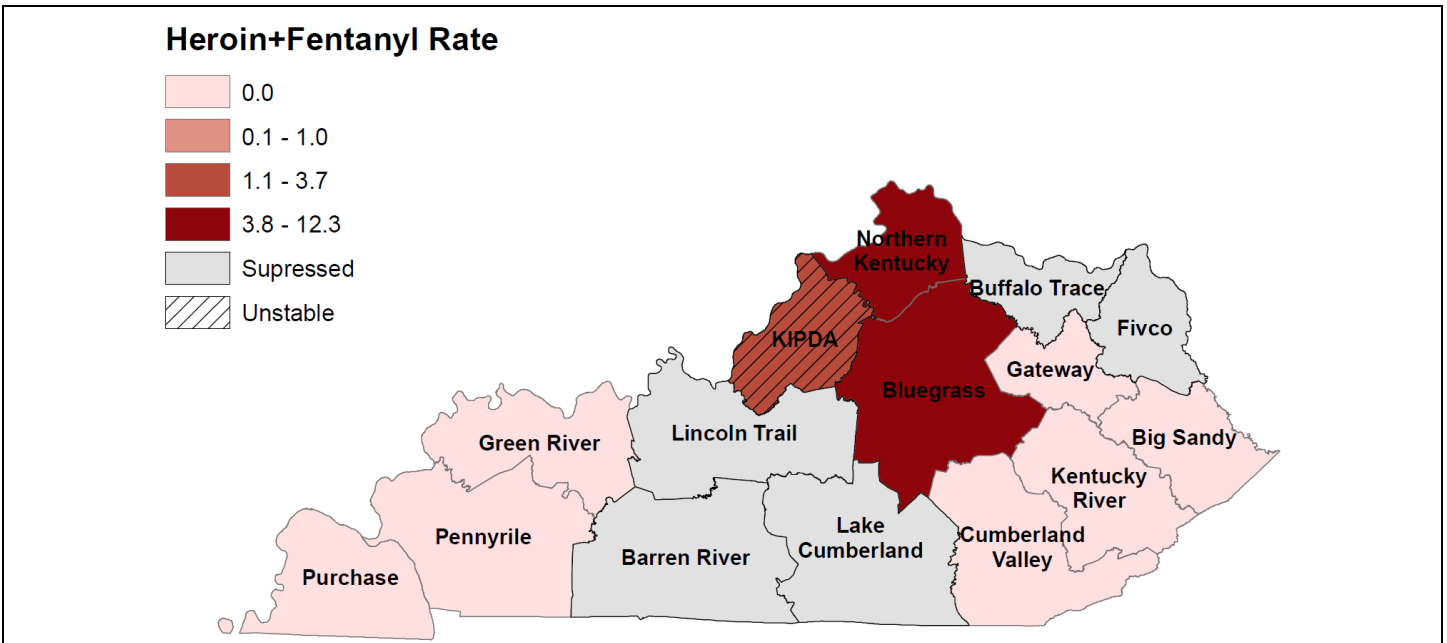 Heroin+Fentanyl Rate
0.0
0.1 - 1.0
1.1 - 3.7
3.8 - 12.3
Supressed
Unstable
Northern
Kentucky
Buffalo Trace
Fivco
KIPDA
Gateway
Bluegrass
Lincoln Trail
Green River
Big Sandy
Kentucky
River
Pennyrile
Lake
Cumberland
Cumberland
Valley
Barren River
Purchase